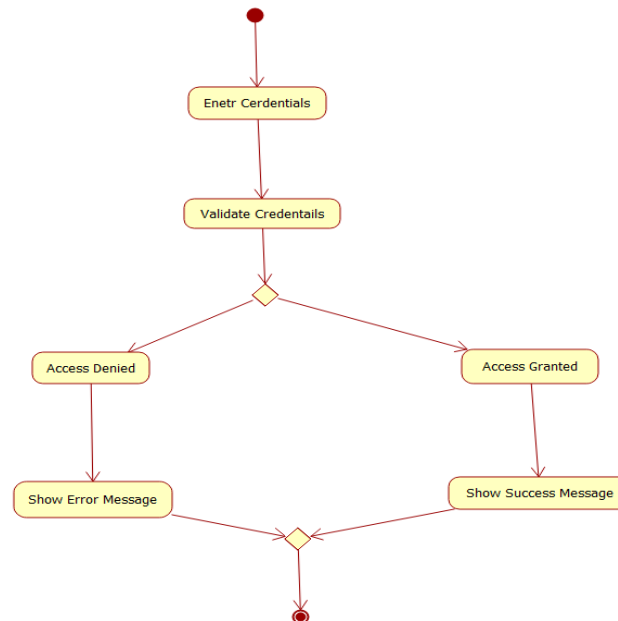 Enetr Cerdentials
Validate Credentails
Access Denied
Access Granted
Show Error Message
Show Success Message